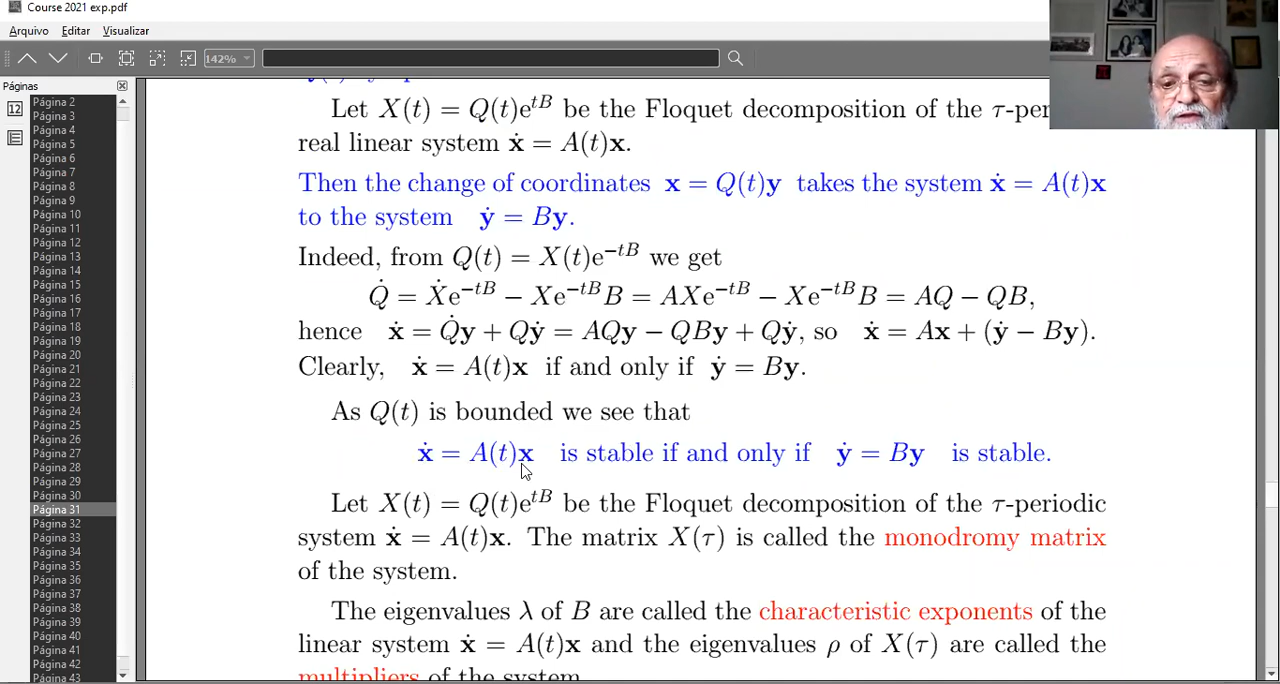 Course 2021 exp.pdf
Arquivo Editar Visualizar
142%
Páginas
Página 2
Página 3
Página 4
Página 5
Página 6
Página 7
Página 8
Página 9
Página 10
Página 11
Página 12
Página 13
Página 14
Página 15
Página 16
Página 17
Página 18
Página 19
Página 20
Página 21
Página 22
Página 23
Página 24
Página 25
Página 26
Página 27
Página 28
Página 29
Página 30
Página 31
Página 32
Página 33
Página 34
Página 35
Página 36
Página 37
Página 38
Página 39
Página 40
Página 41
Página 42
Página 43
Let X(t) = Q(t)e^{tB} be the Floquet decomposition of the τ-
real linear system ẋ = A(t)x.
Then the change of coordinates x = Q(t)y takes the system ẋ = A(t)x
to the system ẏ = By.
Indeed, from Q(t) = X(t)e^{−tB} we get
Q̇ = Ẋe^{−tB} − Xe^{−tB}B = AXe^{−tB} − Xe^{−tB}B = AQ − QB,
hence ẋ = Q̇y + Qẏ = AQy − QBy + Qẏ, so ẋ = Ax + (ẏ − By).
Clearly, ẋ = A(t)x if and only if ẏ = By.
As Q(t) is bounded we see that
ẋ = A(t)x is stable if and only if ẏ = By is stable.
Let X(t) = Q(t)e^{tB} be the Floquet decomposition of the τ-periodic
system ẋ = A(t)x. The matrix X(τ) is called the monodromy matrix
of the system.
The eigenvalues λ of B are called the characteristic exponents of the
linear system ẋ = A(t)x and the eigenvalues ρ of X(τ) are called the
multipliers of the system.